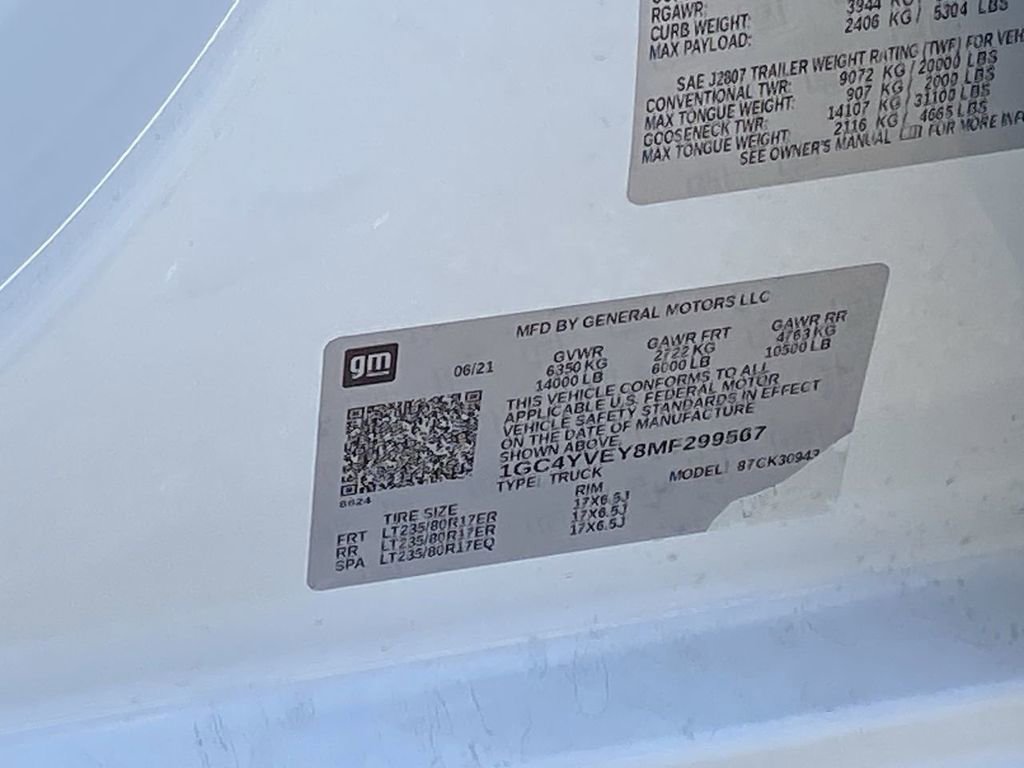 RGAWR: 3944 KG
CURB WEIGHT: 2406 KG / 5304 LBS
MAX PAYLOAD:
SAE J2807 TRAILER WEIGHT RATING (TWR) FOR VEH
CONVENTIONAL TWR: 9072 KG / 20000 LBS
MAX TONGUE WEIGHT: 907 KG / 2000 LBS
GOOSENECK TWR: 14107 KG / 31100 LBS
MAX TONGUE WEIGHT: 2116 KG / 4665 LBS
SEE OWNER'S MANUAL FOR MORE INF
MFD BY GENERAL MOTORS LLC
gm
06/21
GVWR GAWR FRT GAWR RR
6350 KG 2722 KG 4763 KG
14000 LB 6000 LB 10500 LB
THIS VEHICLE CONFORMS TO ALL
APPLICABLE U.S. FEDERAL MOTOR
VEHICLE SAFETY STANDARDS IN EFFECT
ON THE DATE OF MANUFACTURE
SHOWN ABOVE.
1GC4YVEY8MF299567
TYPE: TRUCK MODEL: 87CK30943
8624
TIRE SIZE RIM
FRT LT235/80R17ER 17X6.5J
RR LT235/80R17ER 17X6.5J
SPA LT235/80R17EQ 17X6.5J